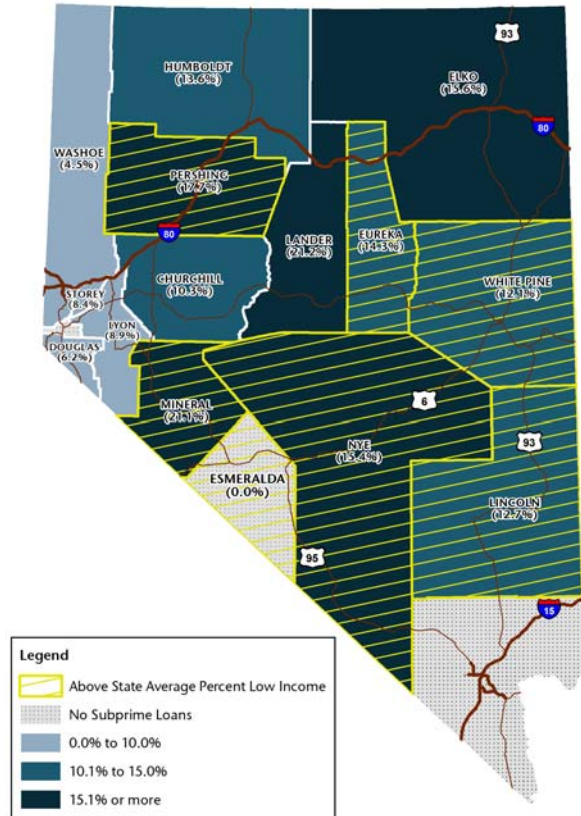 93
HUMBOLDT
(13.6%)
ELKO
(15.6%)
80
WASHOE
(4.5%)
PERSHING
(17.7%)
80
LANDER
(21.2%)
EUREKA
(14.3%)
CHURCHILL
(10.3%)
WHITE PINE
(12.1%)
STOREY
(8.4%)
LYON
(8.9%)
DOUGLAS
(6.2%)
MINERAL
(21.1%)
6
NYE
(15.4%)
93
ESMERALDA
(0.0%)
LINCOLN
(12.7%)
95
15
Legend
Above State Average Percent Low Income
No Subprime Loans
0.0% to 10.0%
10.1% to 15.0%
15.1% or more